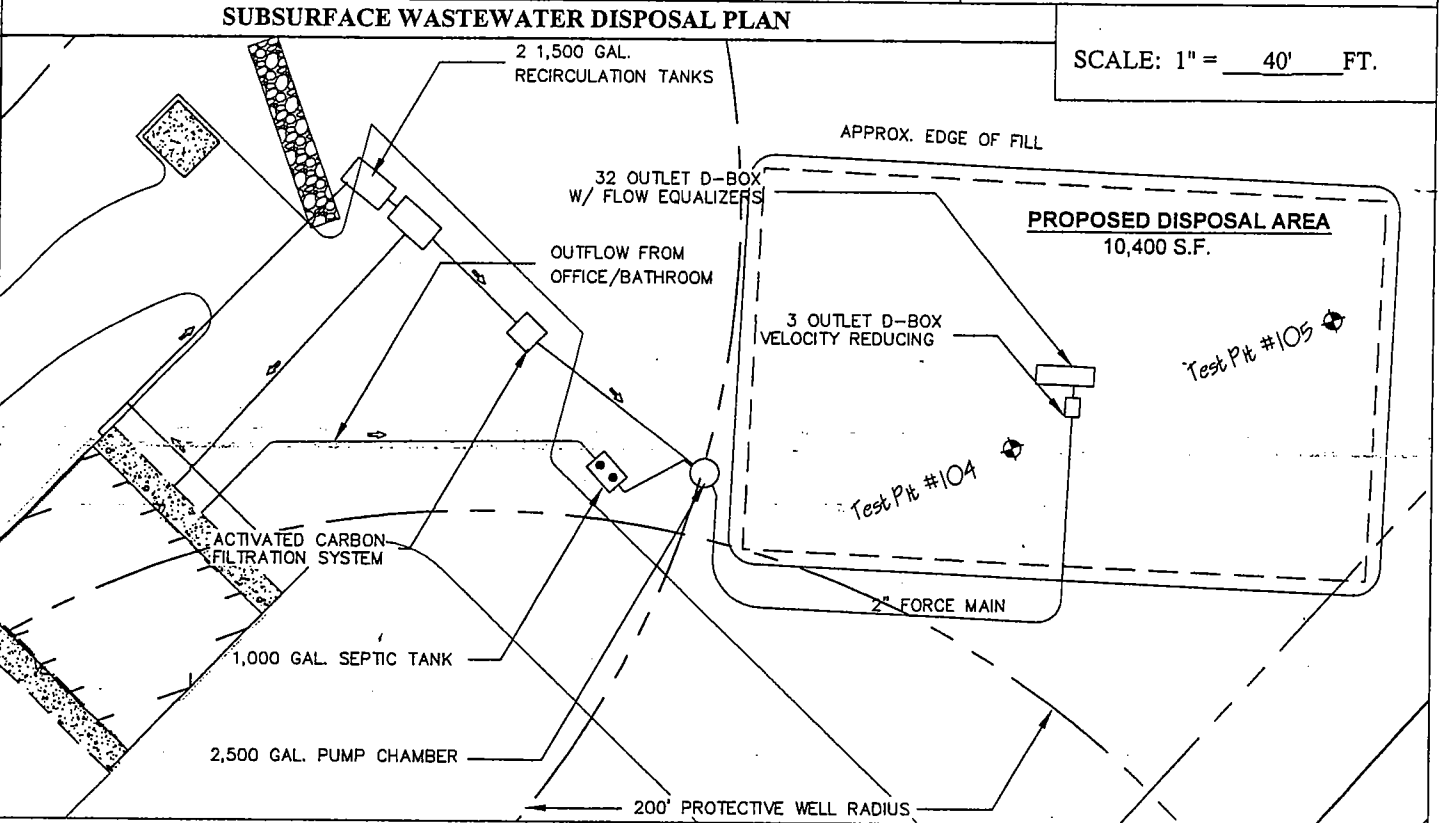 SUBSURFACE WASTEWATER DISPOSAL PLAN
SCALE: 1" = 40' FT.
2 1,500 GAL.
RECIRCULATION TANKS
APPROX. EDGE OF FILL
32 OUTLET D-BOX
W/ FLOW EQUALIZERS
PROPOSED DISPOSAL AREA
10,400 S.F.
OUTFLOW FROM
OFFICE/BATHROOM
3 OUTLET D-BOX
VELOCITY REDUCING
Test Pit #105
Test Pit #104
ACTIVATED CARBON
FILTRATION SYSTEM
2" FORCE MAIN
1,000 GAL. SEPTIC TANK
2,500 GAL. PUMP CHAMBER
200' PROTECTIVE WELL RADIUS